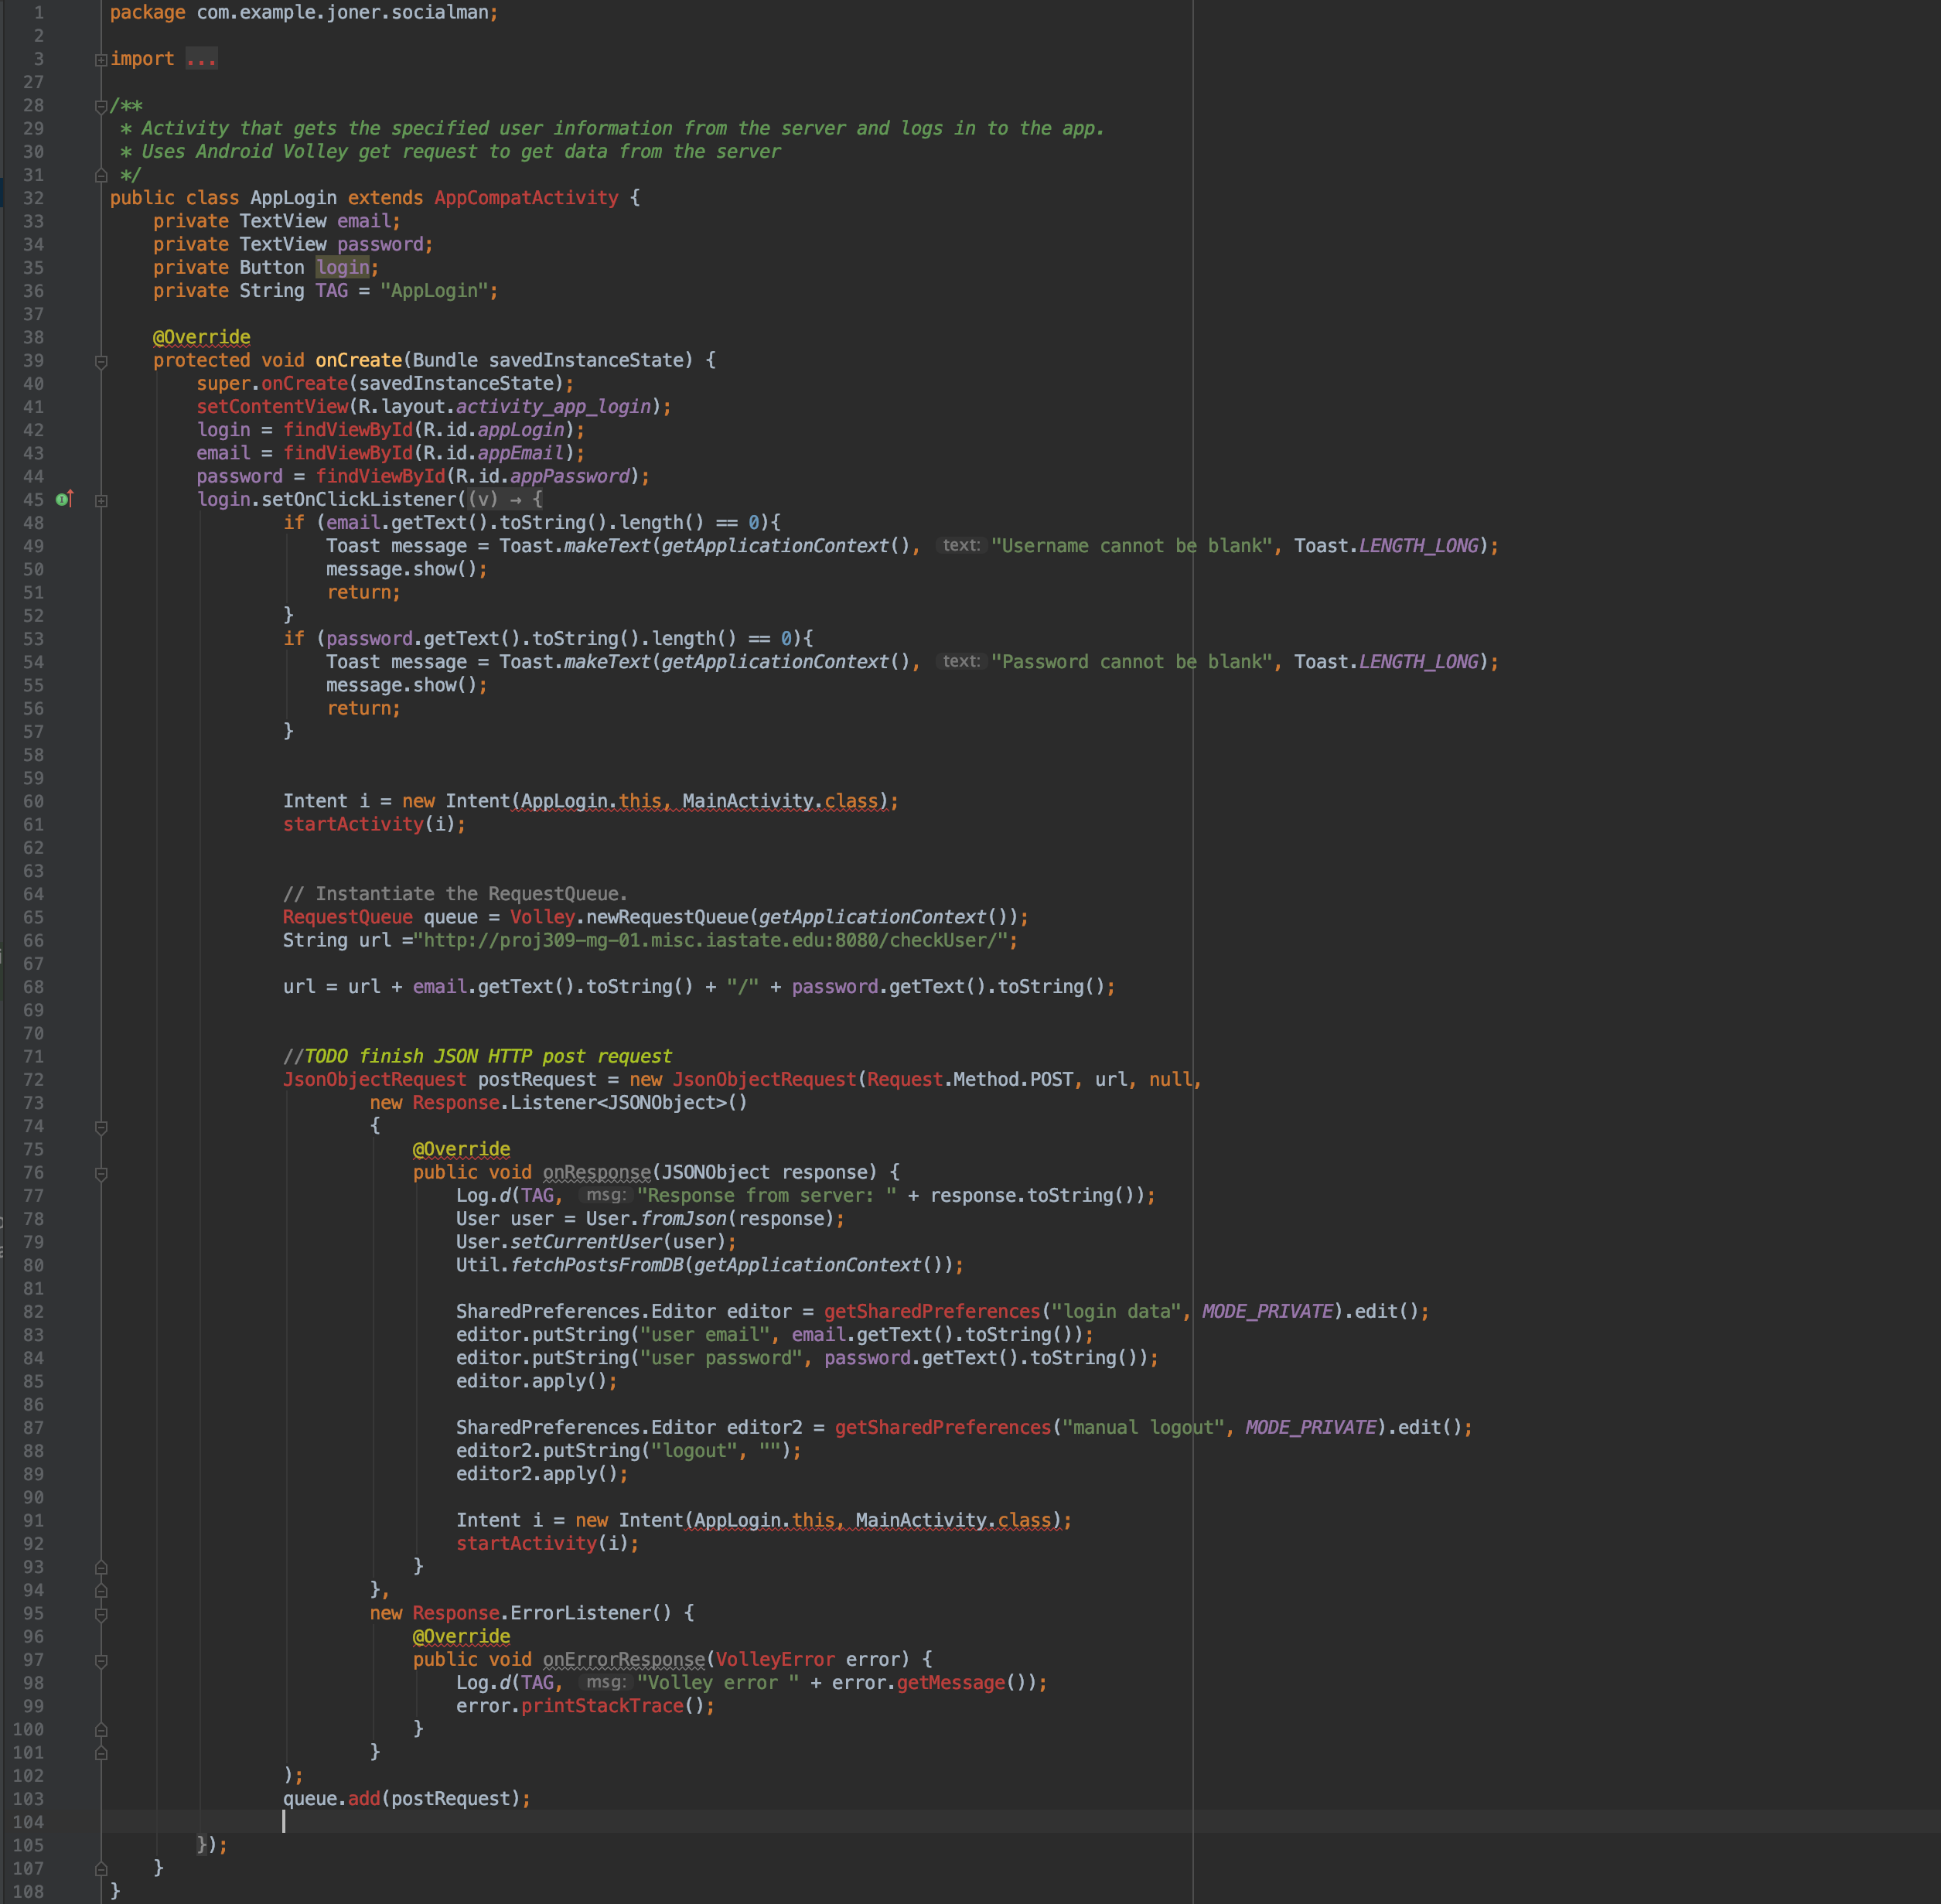 1 package com.example.joner.socialman;
2
3 import ...
27
28 /**
29 * Activity that gets the specified user information from the server and logs in to the app.
30 * Uses Android Volley get request to get data from the server
31 */
32 public class AppLogin extends AppCompatActivity {
33 private TextView email;
34 private TextView password;
35 private Button login;
36 private String TAG = "AppLogin";
37
38 @Override
39 protected void onCreate(Bundle savedInstanceState) {
40 super.onCreate(savedInstanceState);
41 setContentView(R.layout.activity_app_login);
42 login = findViewById(R.id.appLogin);
43 email = findViewById(R.id.appEmail);
44 password = findViewById(R.id.appPassword);
45 login.setOnClickListener((v) → {
48 if (email.getText().toString().length() == 0){
49 Toast message = Toast.makeText(getApplicationContext(), text: "Username cannot be blank", Toast.LENGTH_LONG);
50 message.show();
51 return;
52 }
53 if (password.getText().toString().length() == 0){
54 Toast message = Toast.makeText(getApplicationContext(), text: "Password cannot be blank", Toast.LENGTH_LONG);
55 message.show();
56 return;
57 }
58
59
60 Intent i = new Intent(AppLogin.this, MainActivity.class);
61 startActivity(i);
62
63
64 // Instantiate the RequestQueue.
65 RequestQueue queue = Volley.newRequestQueue(getApplicationContext());
66 String url ="http://proj309-mg-01.misc.iastate.edu:8080/checkUser/";
67
68 url = url + email.getText().toString() + "/" + password.getText().toString();
69
70
71 //TODO finish JSON HTTP post request
72 JsonObjectRequest postRequest = new JsonObjectRequest(Request.Method.POST, url, null,
73 new Response.Listener<JSONObject>()
74 {
75 @Override
76 public void onResponse(JSONObject response) {
77 Log.d(TAG, msg: "Response from server: " + response.toString());
78 User user = User.fromJson(response);
79 User.setCurrentUser(user);
80 Util.fetchPostsFromDB(getApplicationContext());
81
82 SharedPreferences.Editor editor = getSharedPreferences("login data", MODE_PRIVATE).edit();
83 editor.putString("user email", email.getText().toString());
84 editor.putString("user password", password.getText().toString());
85 editor.apply();
86
87 SharedPreferences.Editor editor2 = getSharedPreferences("manual logout", MODE_PRIVATE).edit();
88 editor2.putString("logout", "");
89 editor2.apply();
90
91 Intent i = new Intent(AppLogin.this, MainActivity.class);
92 startActivity(i);
93 }
94 },
95 new Response.ErrorListener() {
96 @Override
97 public void onErrorResponse(VolleyError error) {
98 Log.d(TAG, msg: "Volley error " + error.getMessage());
99 error.printStackTrace();
100 }
101 }
102 );
103 queue.add(postRequest);
104
105 });
107 }
108 }